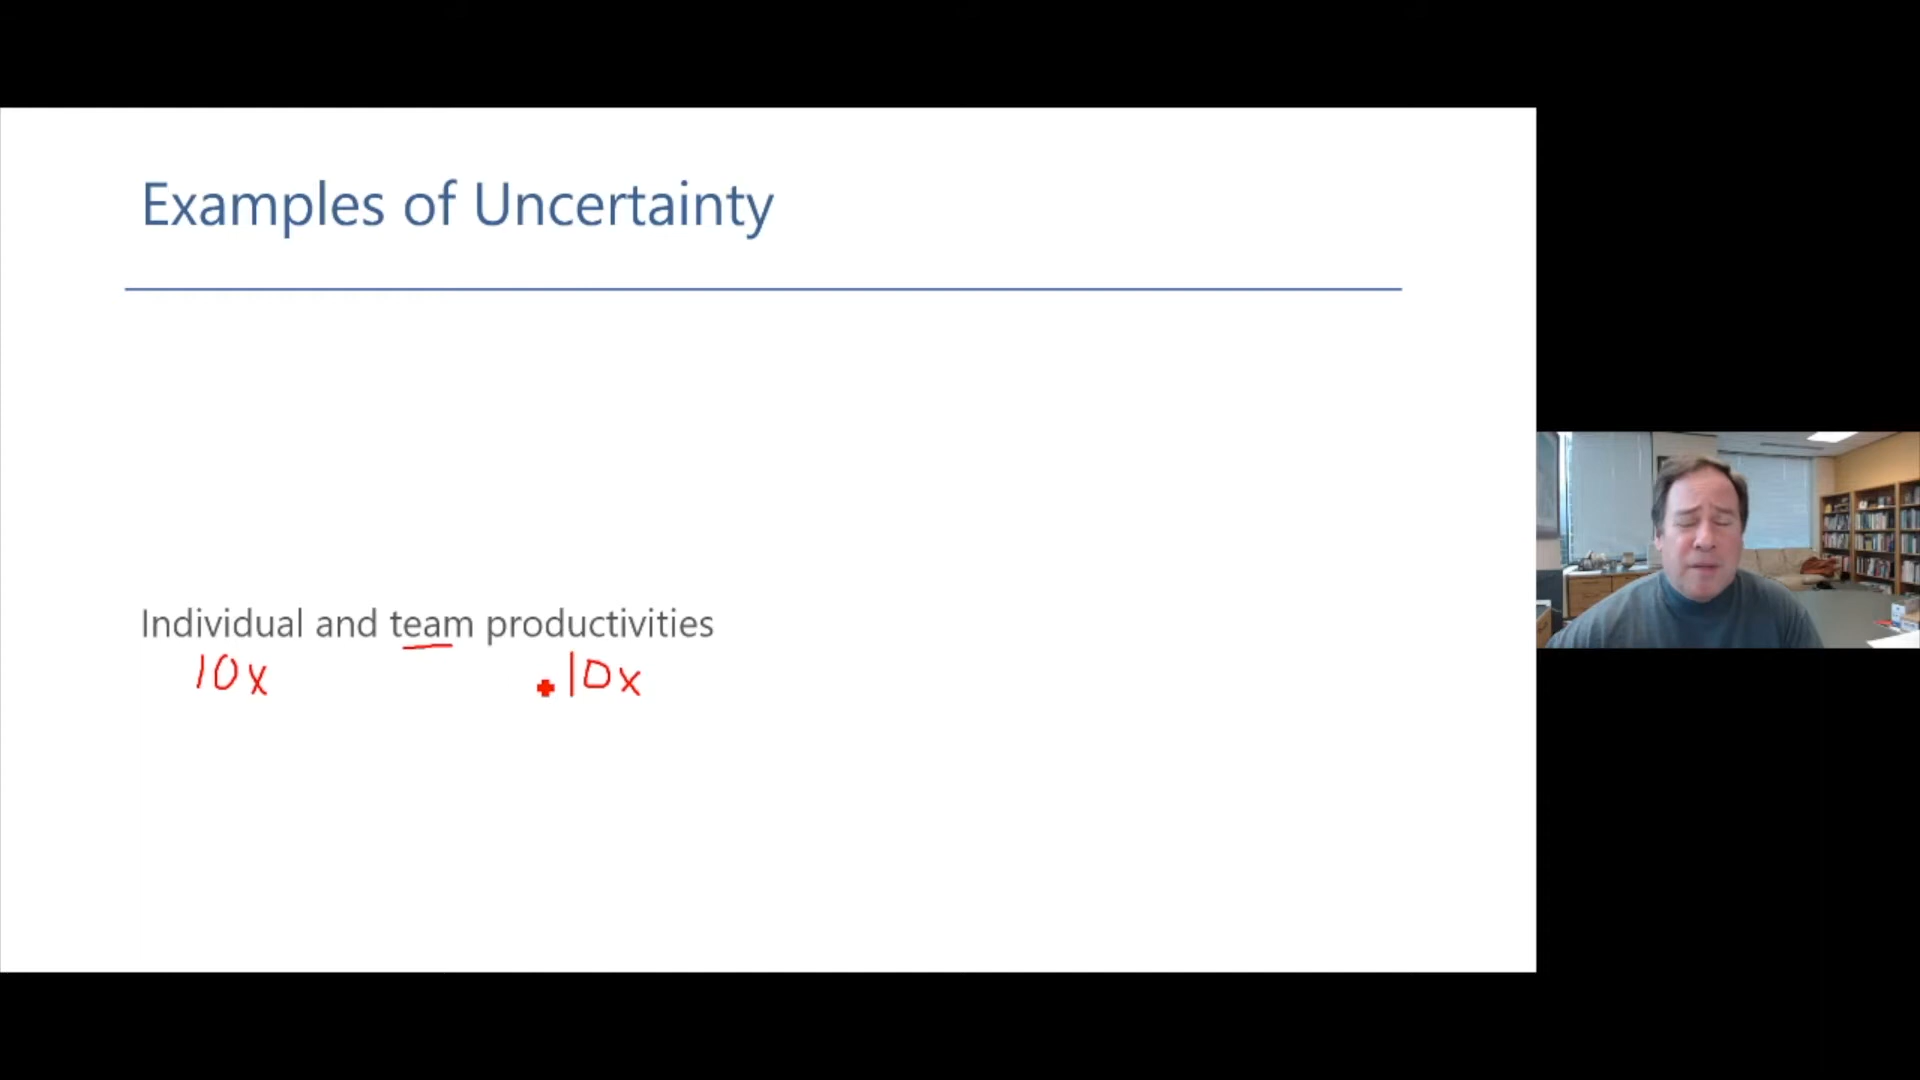 Examples of Uncertainty
Individual and team productivities
10x 10x